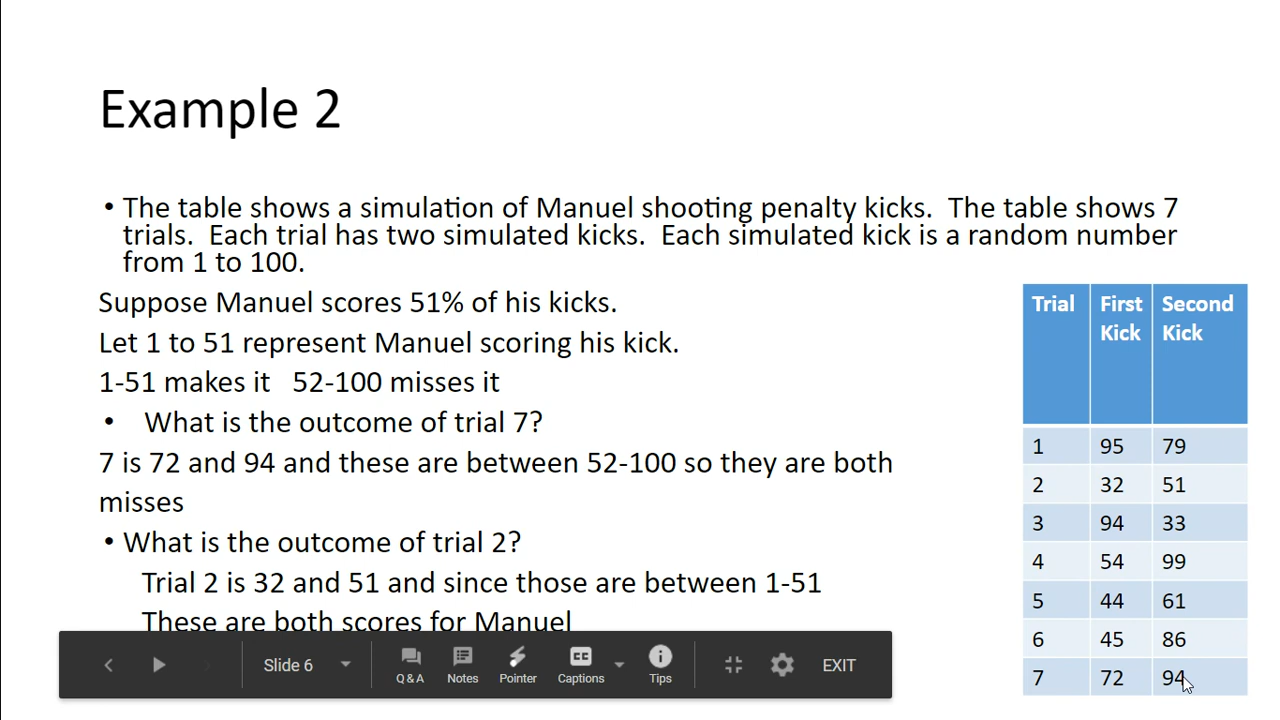 Example 2
• The table shows a simulation of Manuel shooting penalty kicks.  The table shows 7
trials.  Each trial has two simulated kicks.  Each simulated kick is a random number
from 1 to 100.
Suppose Manuel scores 51% of his kicks.
Let 1 to 51 represent Manuel scoring his kick.
1-51 makes it   52-100 misses it
•   What is the outcome of trial 7?
7 is 72 and 94 and these are between 52-100 so they are both
misses
• What is the outcome of trial 2?
Trial 2 is 32 and 51 and since those are between 1-51
These are both scores for Manuel
Trial First Second
Kick Kick
1 95 79
2 32 51
3 94 33
4 54 99
5 44 61
6 45 86
7 72 94
Slide 6
Q&A Notes Pointer CC Captions Tips EXIT